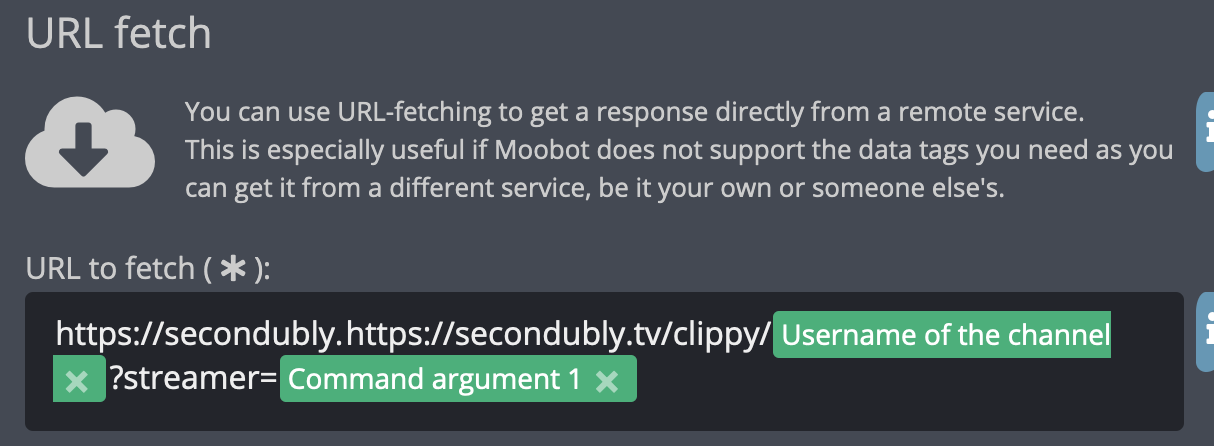 URL fetch
You can use URL-fetching to get a response directly from a remote service.
This is especially useful if Moobot does not support the data tags you need as you
can get it from a different service, be it your own or someone else's.
URL to fetch ( ✱ ):
https://secondubly.https://secondubly.tv/clippy/ Username of the channel
× ?streamer= Command argument 1 ×